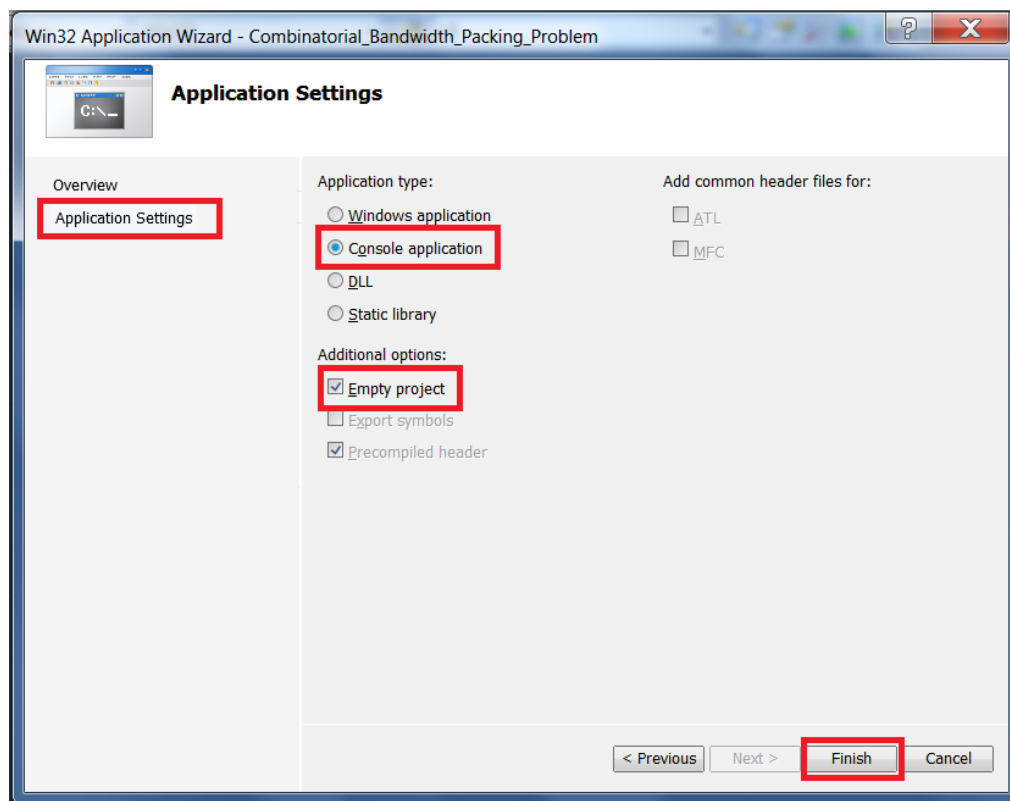 Win32 Application Wizard - Combinatorial_Bandwidth_Packing_Problem
C:\_
Application Settings
Overview
Application Settings
Application type:
Windows application
Console application
DLL
Static library
Additional options:
Empty project
Export symbols
Precompiled header
Add common header files for:
ATL
MFC
< Previous
Next >
Finish
Cancel